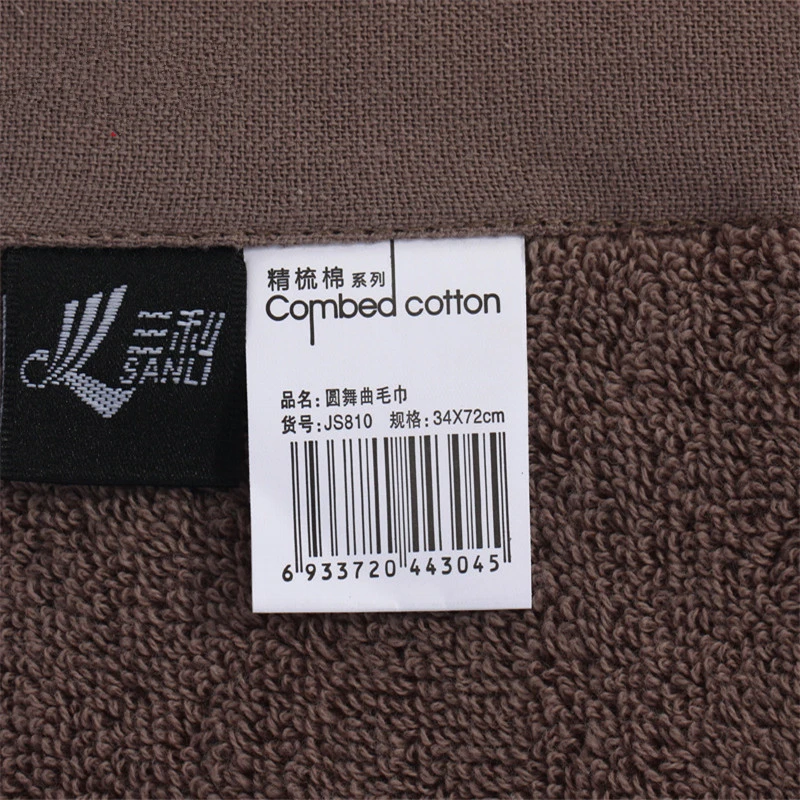 三利
SANLI
精梳棉 系列
Combed cotton
品名: 圆舞曲毛巾
货号: JS810 规格: 34X72cm
6 933720 443045